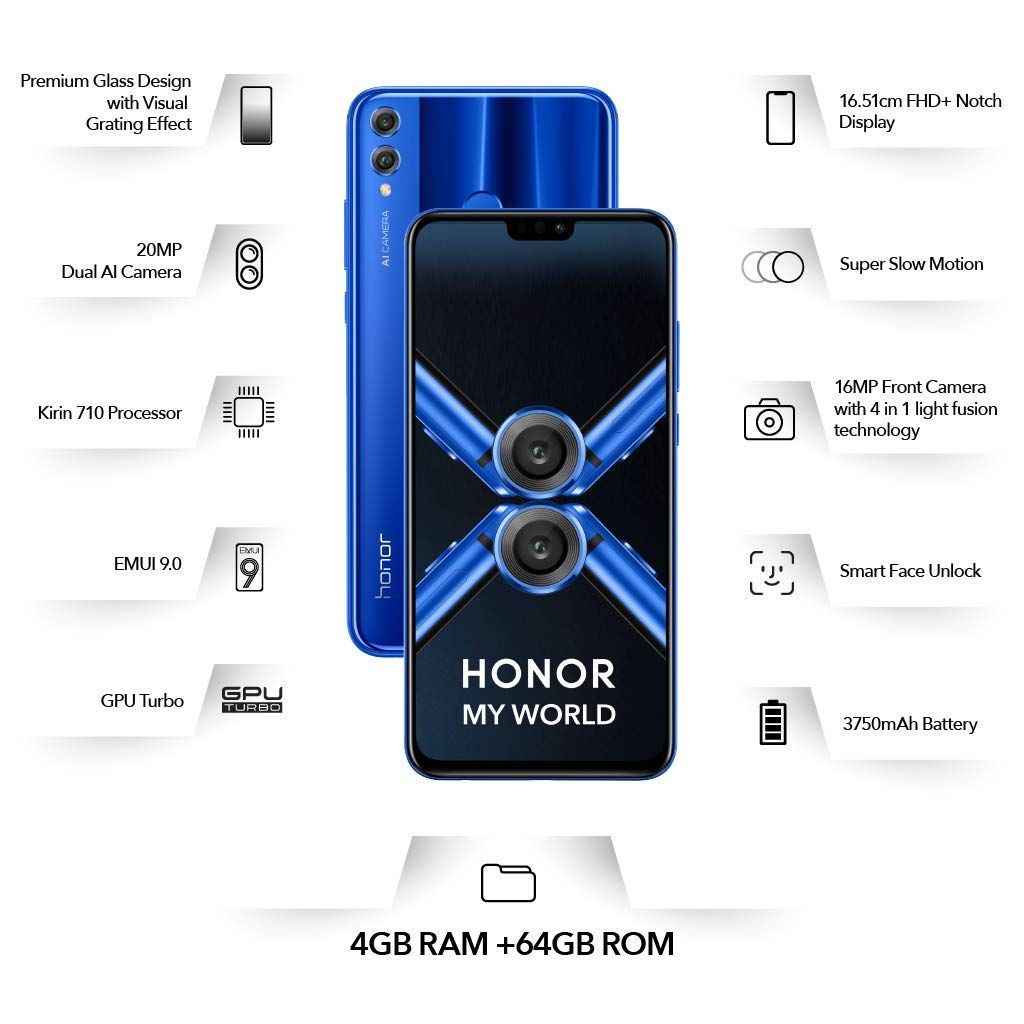 Premium Glass Design
with Visual
Grating Effect
20MP
Dual AI Camera
Kirin 710 Processor
EMUI 9.0
EMUI
9
GPU Turbo
GPU
TURBO
AI CAMERA
honor
HONOR
MY WORLD
16.51cm FHD+ Notch
Display
Super Slow Motion
16MP Front Camera
with 4 in 1 light fusion
technology
Smart Face Unlock
3750mAh Battery
4GB RAM +64GB ROM